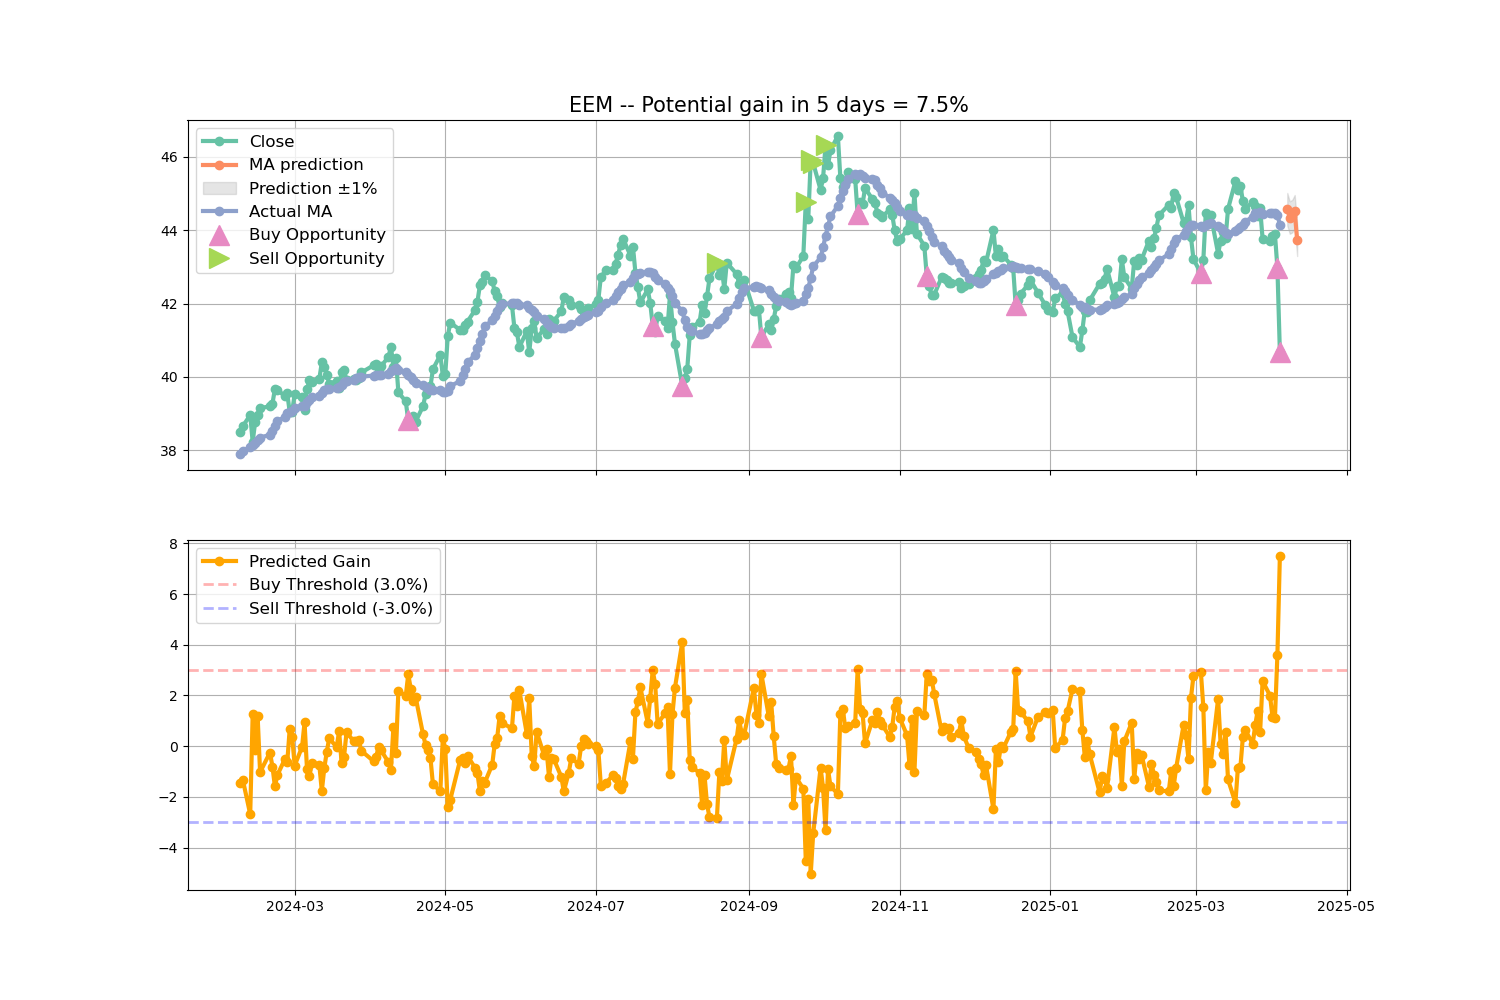 EEM -- Potential gain in 5 days = 7.5%
Close
MA prediction
Prediction ±1%
Actual MA
Buy Opportunity
Sell Opportunity
46
44
42
40
38
Predicted Gain
Buy Threshold (3.0%)
Sell Threshold (-3.0%)
8
6
4
2
0
−2
−4
2024-03 2024-05 2024-07 2024-09 2024-11 2025-01 2025-03 2025-05